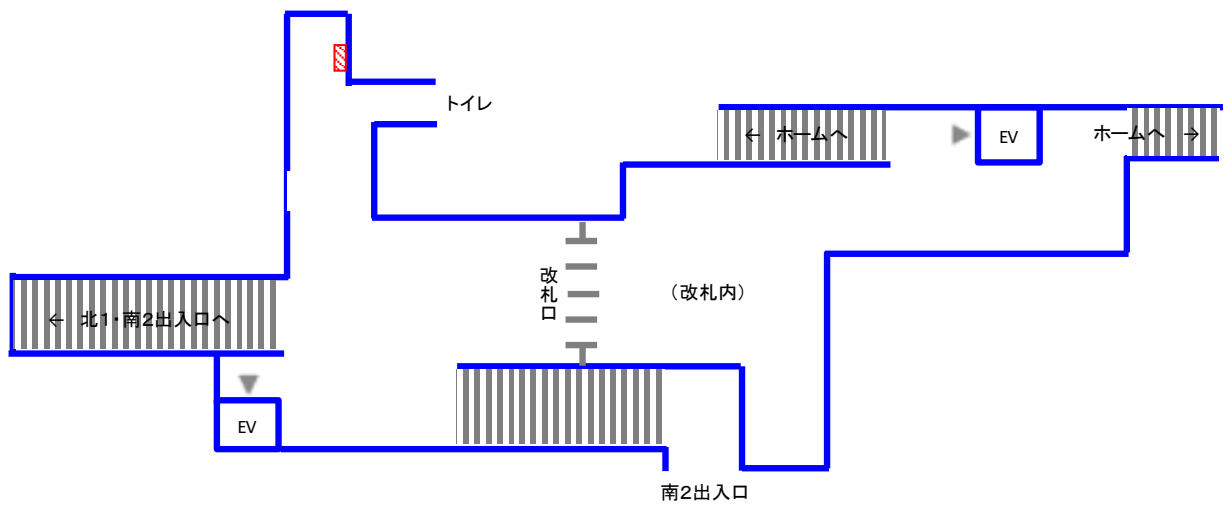 トイレ
← ホームへ
EV
ホームへ →
改札口
（改札内）
← 北1・南2出入口へ
EV
南2出入口